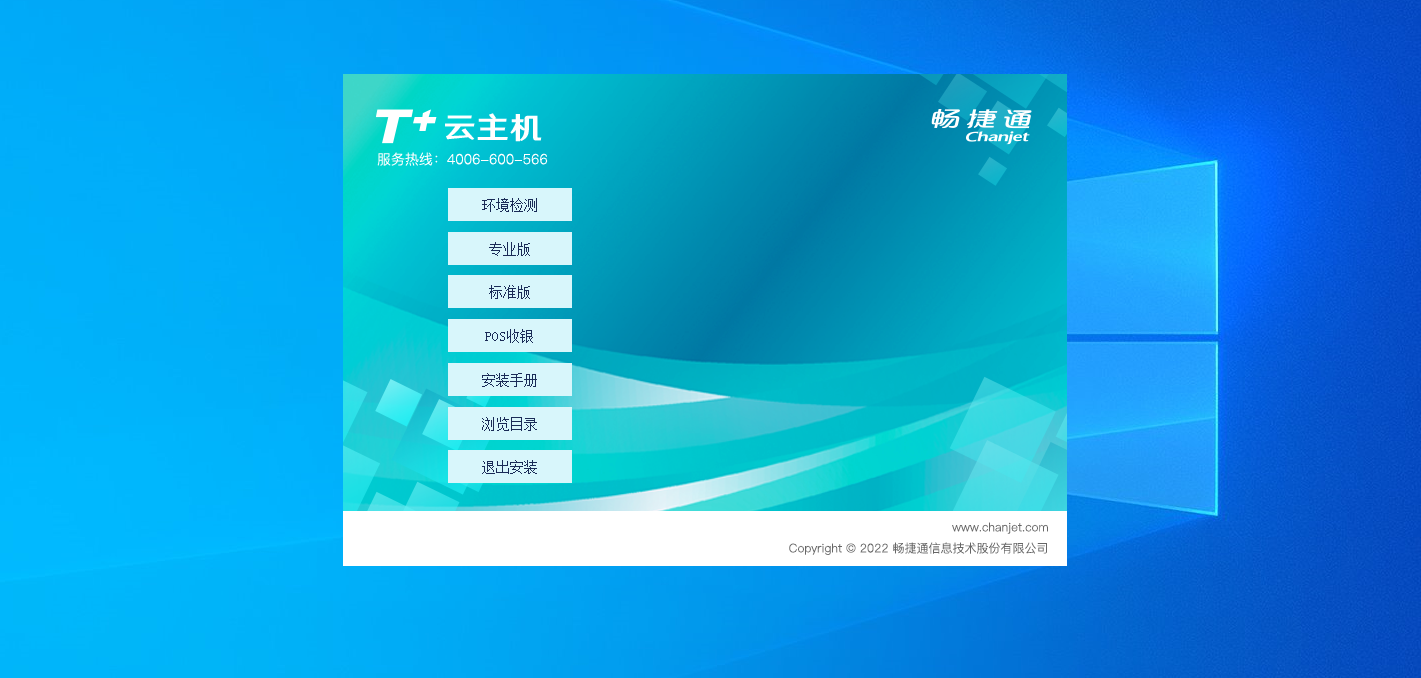 T+ 云主机
畅捷通
Chanjet
服务热线：4006-600-566
环境检测
专业版
标准版
POS收银
安装手册
浏览目录
退出安装
www.chanjet.com
Copyright © 2022 畅捷通信息技术股份有限公司